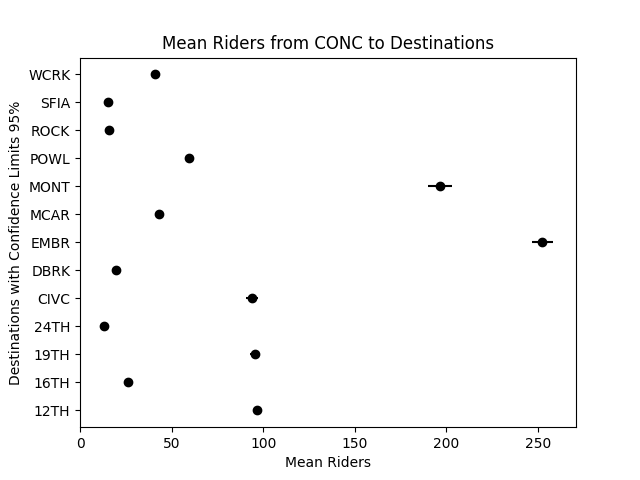 Mean Riders from CONC to Destinations
Destinations with Confidence Limits 95%
WCRK
SFIA
ROCK
POWL
MONT
MCAR
EMBR
DBRK
CIVC
24TH
19TH
16TH
12TH
0 50 100 150 200 250
Mean Riders